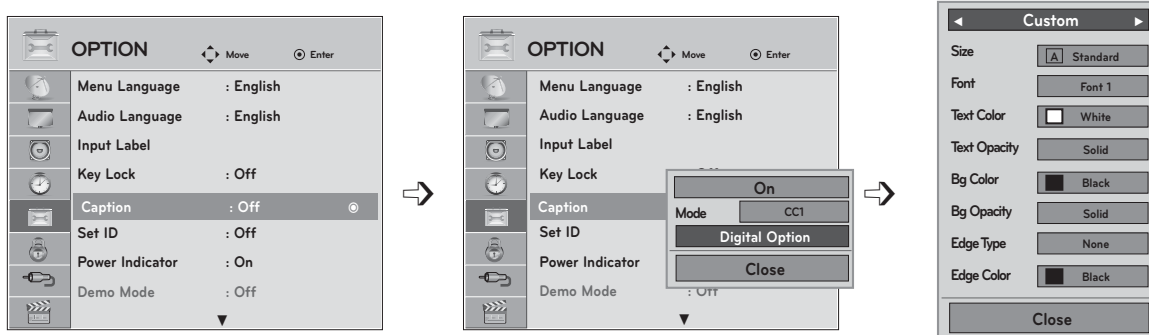 OPTION Move Enter
Menu Language : English
Audio Language : English
Input Label
Key Lock : Off
Caption : Off
Set ID : Off
Power Indicator : On
Demo Mode : Off
OPTION Move Enter
Menu Language : English
Audio Language : English
Input Label
Key Lock
Caption
Set ID
Power Indicator
Demo Mode : Off
On
Mode CC1
Digital Option
Close
Custom
Size A Standard
Font Font 1
Text Color White
Text Opacity Solid
Bg Color Black
Bg Opacity Solid
Edge Type None
Edge Color Black
Close